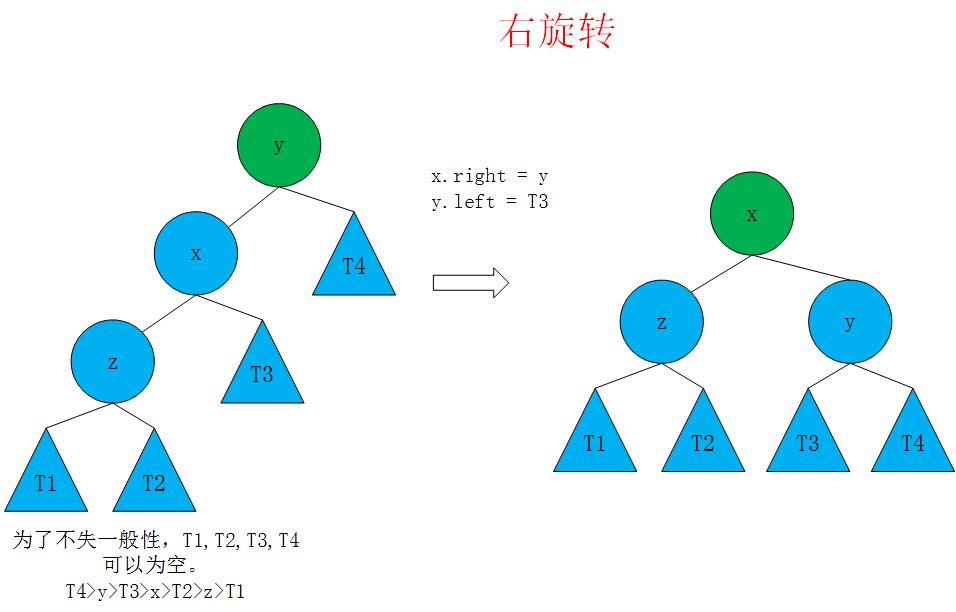 右旋转
y
x
T4
z
T3
T1
T2
为了不失一般性，T1,T2,T3,T4
可以为空。
T4>y>T3>x>T2>z>T1
x.right = y
y.left = T3
x
z
y
T1
T2
T3
T4